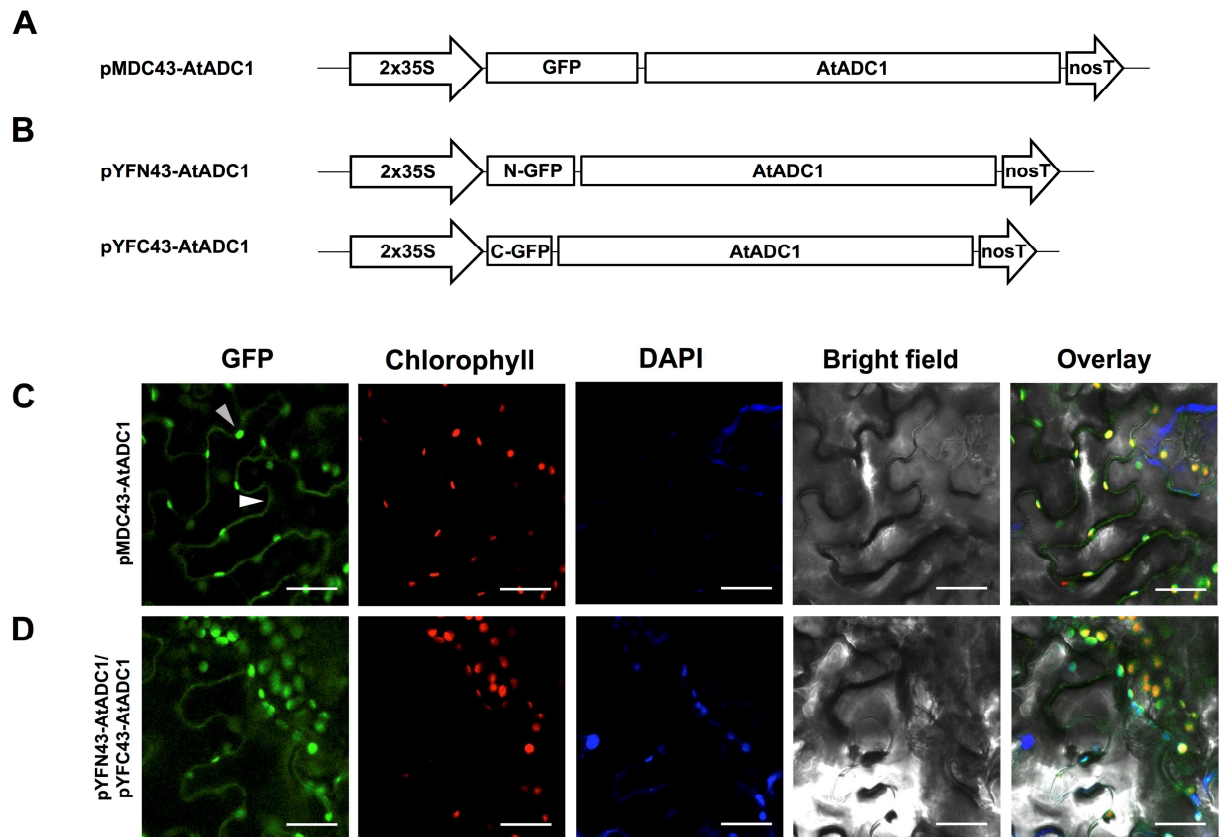 A
pMDC43-AtADC1
2x35S GFP AtADC1 nosT
B
pYFN43-AtADC1
2x35S N-GFP AtADC1 nosT
pYFC43-AtADC1
2x35S C-GFP AtADC1 nosT
GFP Chlorophyll DAPI Bright field Overlay
C
pMDC43-AtADC1
D
pYFN43-AtADC1/
pYFC43-AtADC1